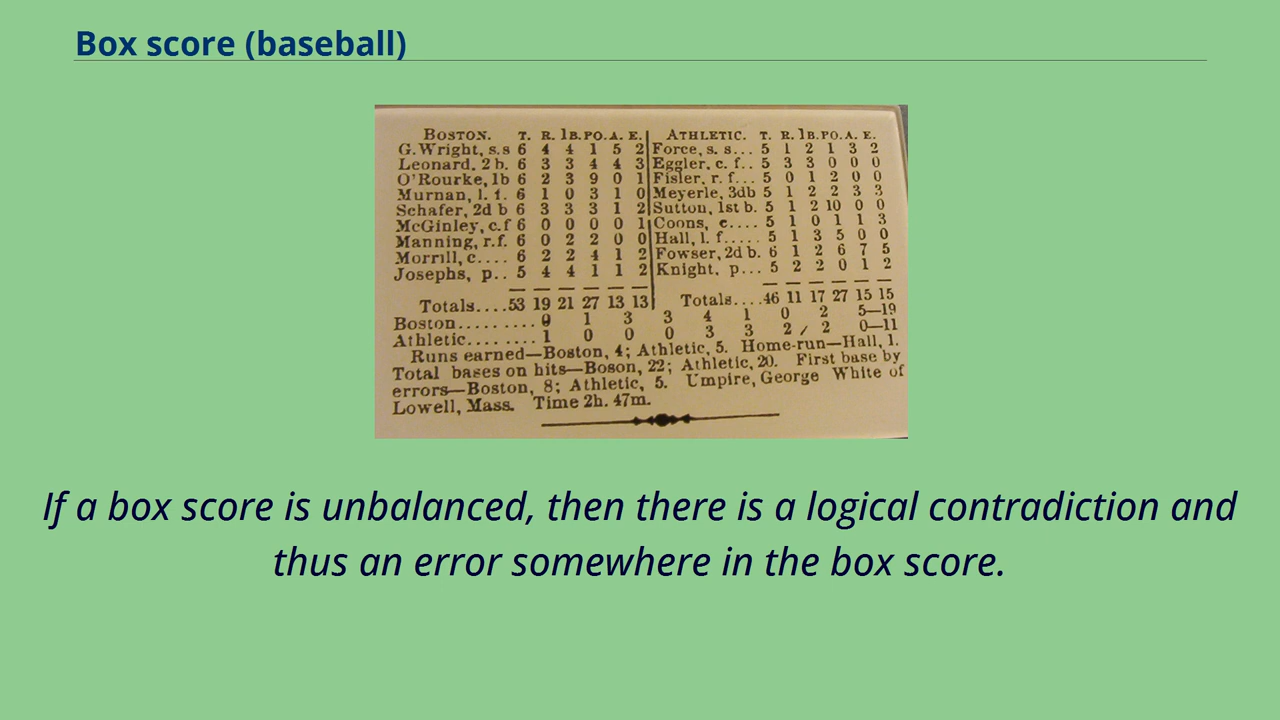 Box score (baseball)
BOSTON. T. R. 1B. PO. A. E. ATHLETIC. T. R. 1B. PO. A. E.
G. Wright, s.s 6 4 4 1 5 2 Force, s. s... 5 1 2 1 3 2
Leonard, 2 b. 6 3 3 4 4 3 Eggler, c. f.. 5 3 3 0 0 0
O'Rourke, 1b 6 2 3 9 0 1 Fisler, r. f... 5 0 1 2 0 0
Murnan, l. f. 6 1 0 3 1 0 Meyerle, 3db 5 1 2 2 3 3
Schafer, 2d b 6 3 3 3 1 2 Sutton, 1st b. 5 1 2 10 0 0
McGinley, c.f 6 0 0 0 0 1 Coons, c.... 5 1 0 1 1 3
Manning, r.f. 6 0 2 2 0 0 Hall, l. f..... 5 1 3 5 0 0
Morrill, c.... 6 2 2 4 1 2 Fowser, 2d b. 6 1 2 6 7 5
Josephs, p.. 5 4 4 1 1 2 Knight, p... 5 2 2 0 1 2
Totals....53 19 21 27 13 13 Totals....46 11 17 27 15 15
Boston.......... 0 1 3 3 4 1 0 2 5—19
Athletic......... 1 0 0 0 3 3 2 2 0—11
Runs earned—Boston, 4; Athletic, 5. Home-run—Hall, 1.
Total bases on hits—Boson, 22; Athletic, 20. First base by
errors—Boston, 8; Athletic, 5. Umpire, George White of
Lowell, Mass. Time 2h. 47m.
If a box score is unbalanced, then there is a logical contradiction and
thus an error somewhere in the box score.